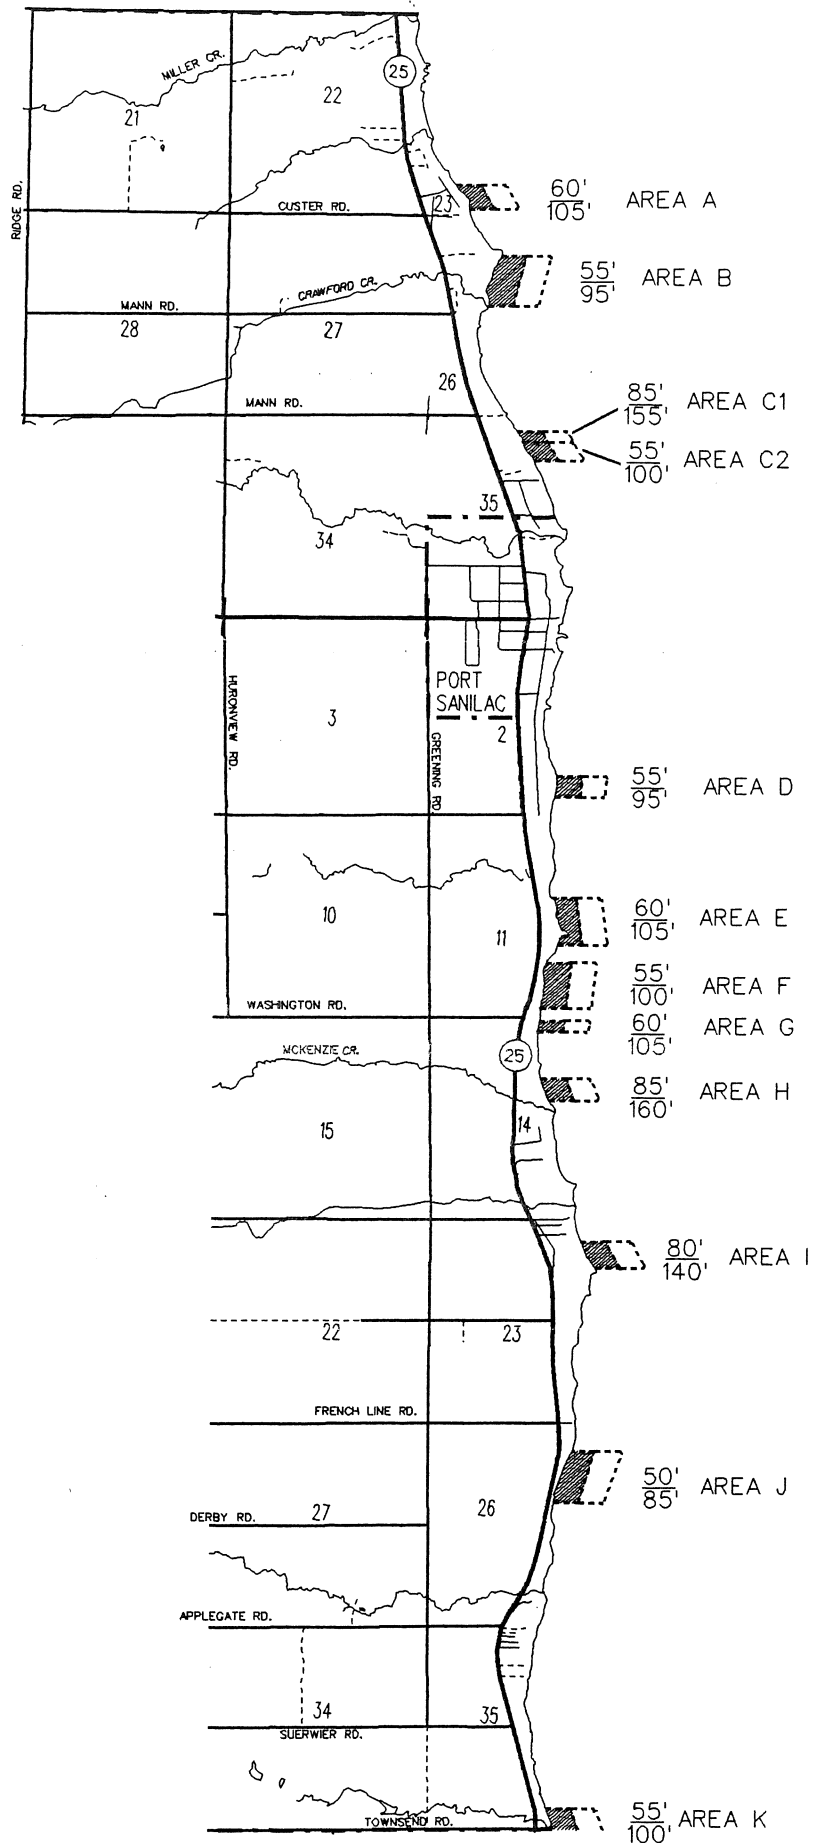 25
MILLER CR.
22
21
RIDGE RD.
60'
105' AREA A
23
CUSTER RD.
55'
95' AREA B
CRAWFORD CR.
MANN RD.
28
27
26
85'
155' AREA C1
MANN RD.
55'
100' AREA C2
35
34
PORT
SANILAC
HURONVIEW RD.
3
2
GREENING RD.
55'
95' AREA D
10
11
60'
105' AREA E
55'
100' AREA F
WASHINGTON RD.
60'
105' AREA G
MCKENZIE CR.
25
85'
160' AREA H
15
14
80'
140' AREA I
22
23
FRENCH LINE RD.
50'
85' AREA J
DERBY RD.
27
26
APPLEGATE RD.
34
35
SUERWIER RD.
TOWNSEND RD.
55'
100' AREA K